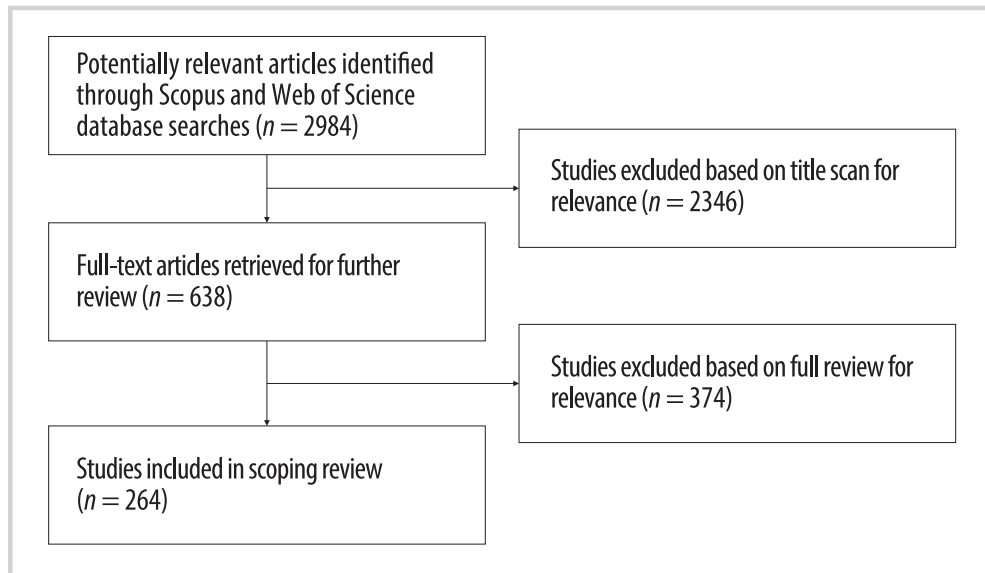 Potentially relevant articles identified
through Scopus and Web of Science
database searches (n = 2984)
Studies excluded based on title scan for
relevance (n = 2346)
Full-text articles retrieved for further
review (n = 638)
Studies excluded based on full review for
relevance (n = 374)
Studies included in scoping review
(n = 264)